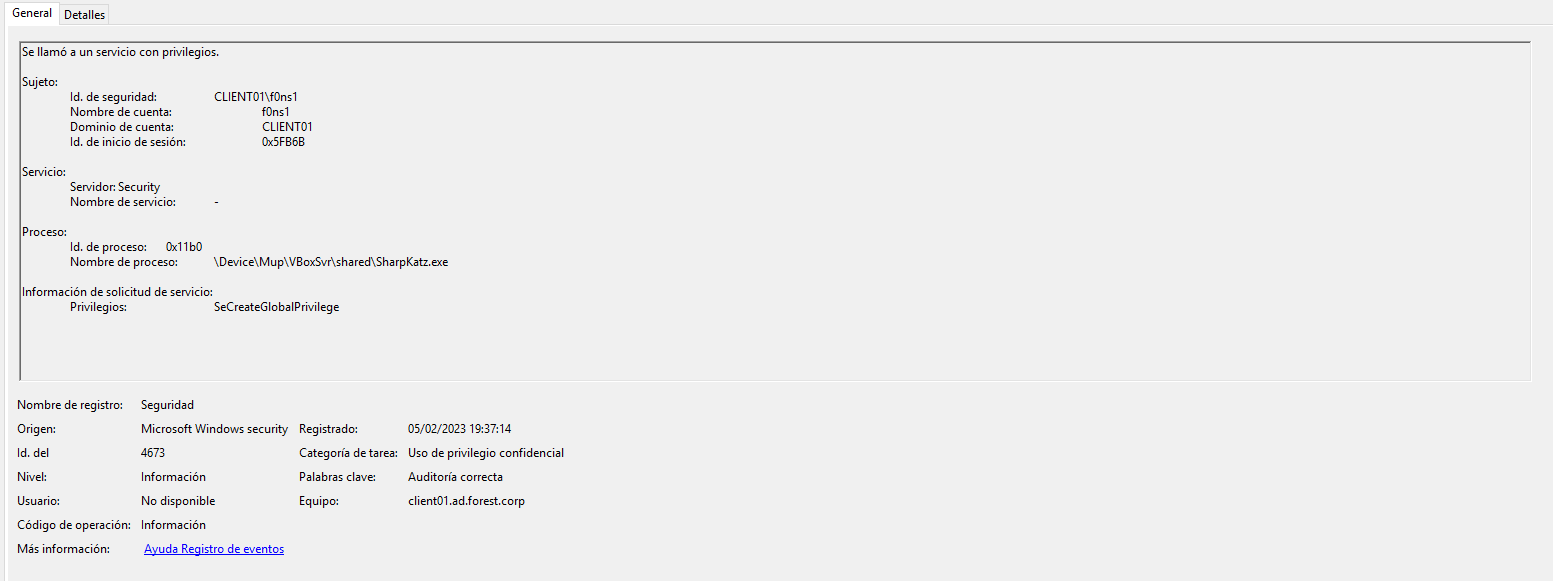 General Detalles
Se llamó a un servicio con privilegios.
Sujeto:
Id. de seguridad: CLIENT01\f0ns1
Nombre de cuenta: f0ns1
Dominio de cuenta: CLIENT01
Id. de inicio de sesión: 0x5FB6B
Servicio:
Servidor: Security
Nombre de servicio: -
Proceso:
Id. de proceso: 0x11b0
Nombre de proceso: \Device\Mup\VBoxSvr\shared\SharpKatz.exe
Información de solicitud de servicio:
Privilegios: SeCreateGlobalPrivilege
Nombre de registro: Seguridad
Origen: Microsoft Windows security Registrado: 05/02/2023 19:37:14
Id. del 4673 Categoría de tarea: Uso de privilegio confidencial
Nivel: Información Palabras clave: Auditoría correcta
Usuario: No disponible Equipo: client01.ad.forest.corp
Código de operación: Información
Más información: Ayuda Registro de eventos